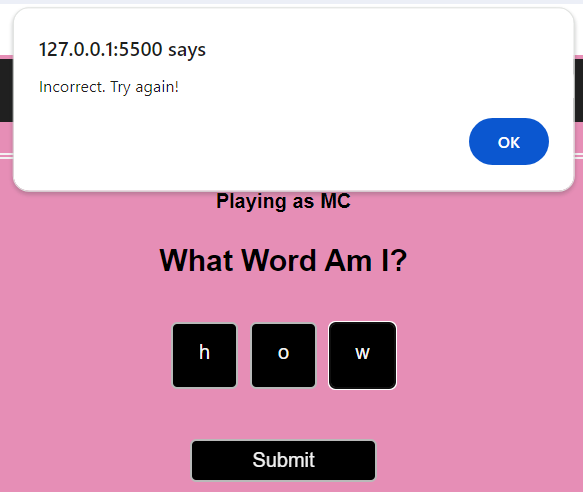 127.0.0.1:5500 says
Incorrect. Try again!
OK
Playing as MC
What Word Am I?
h o w
Submit